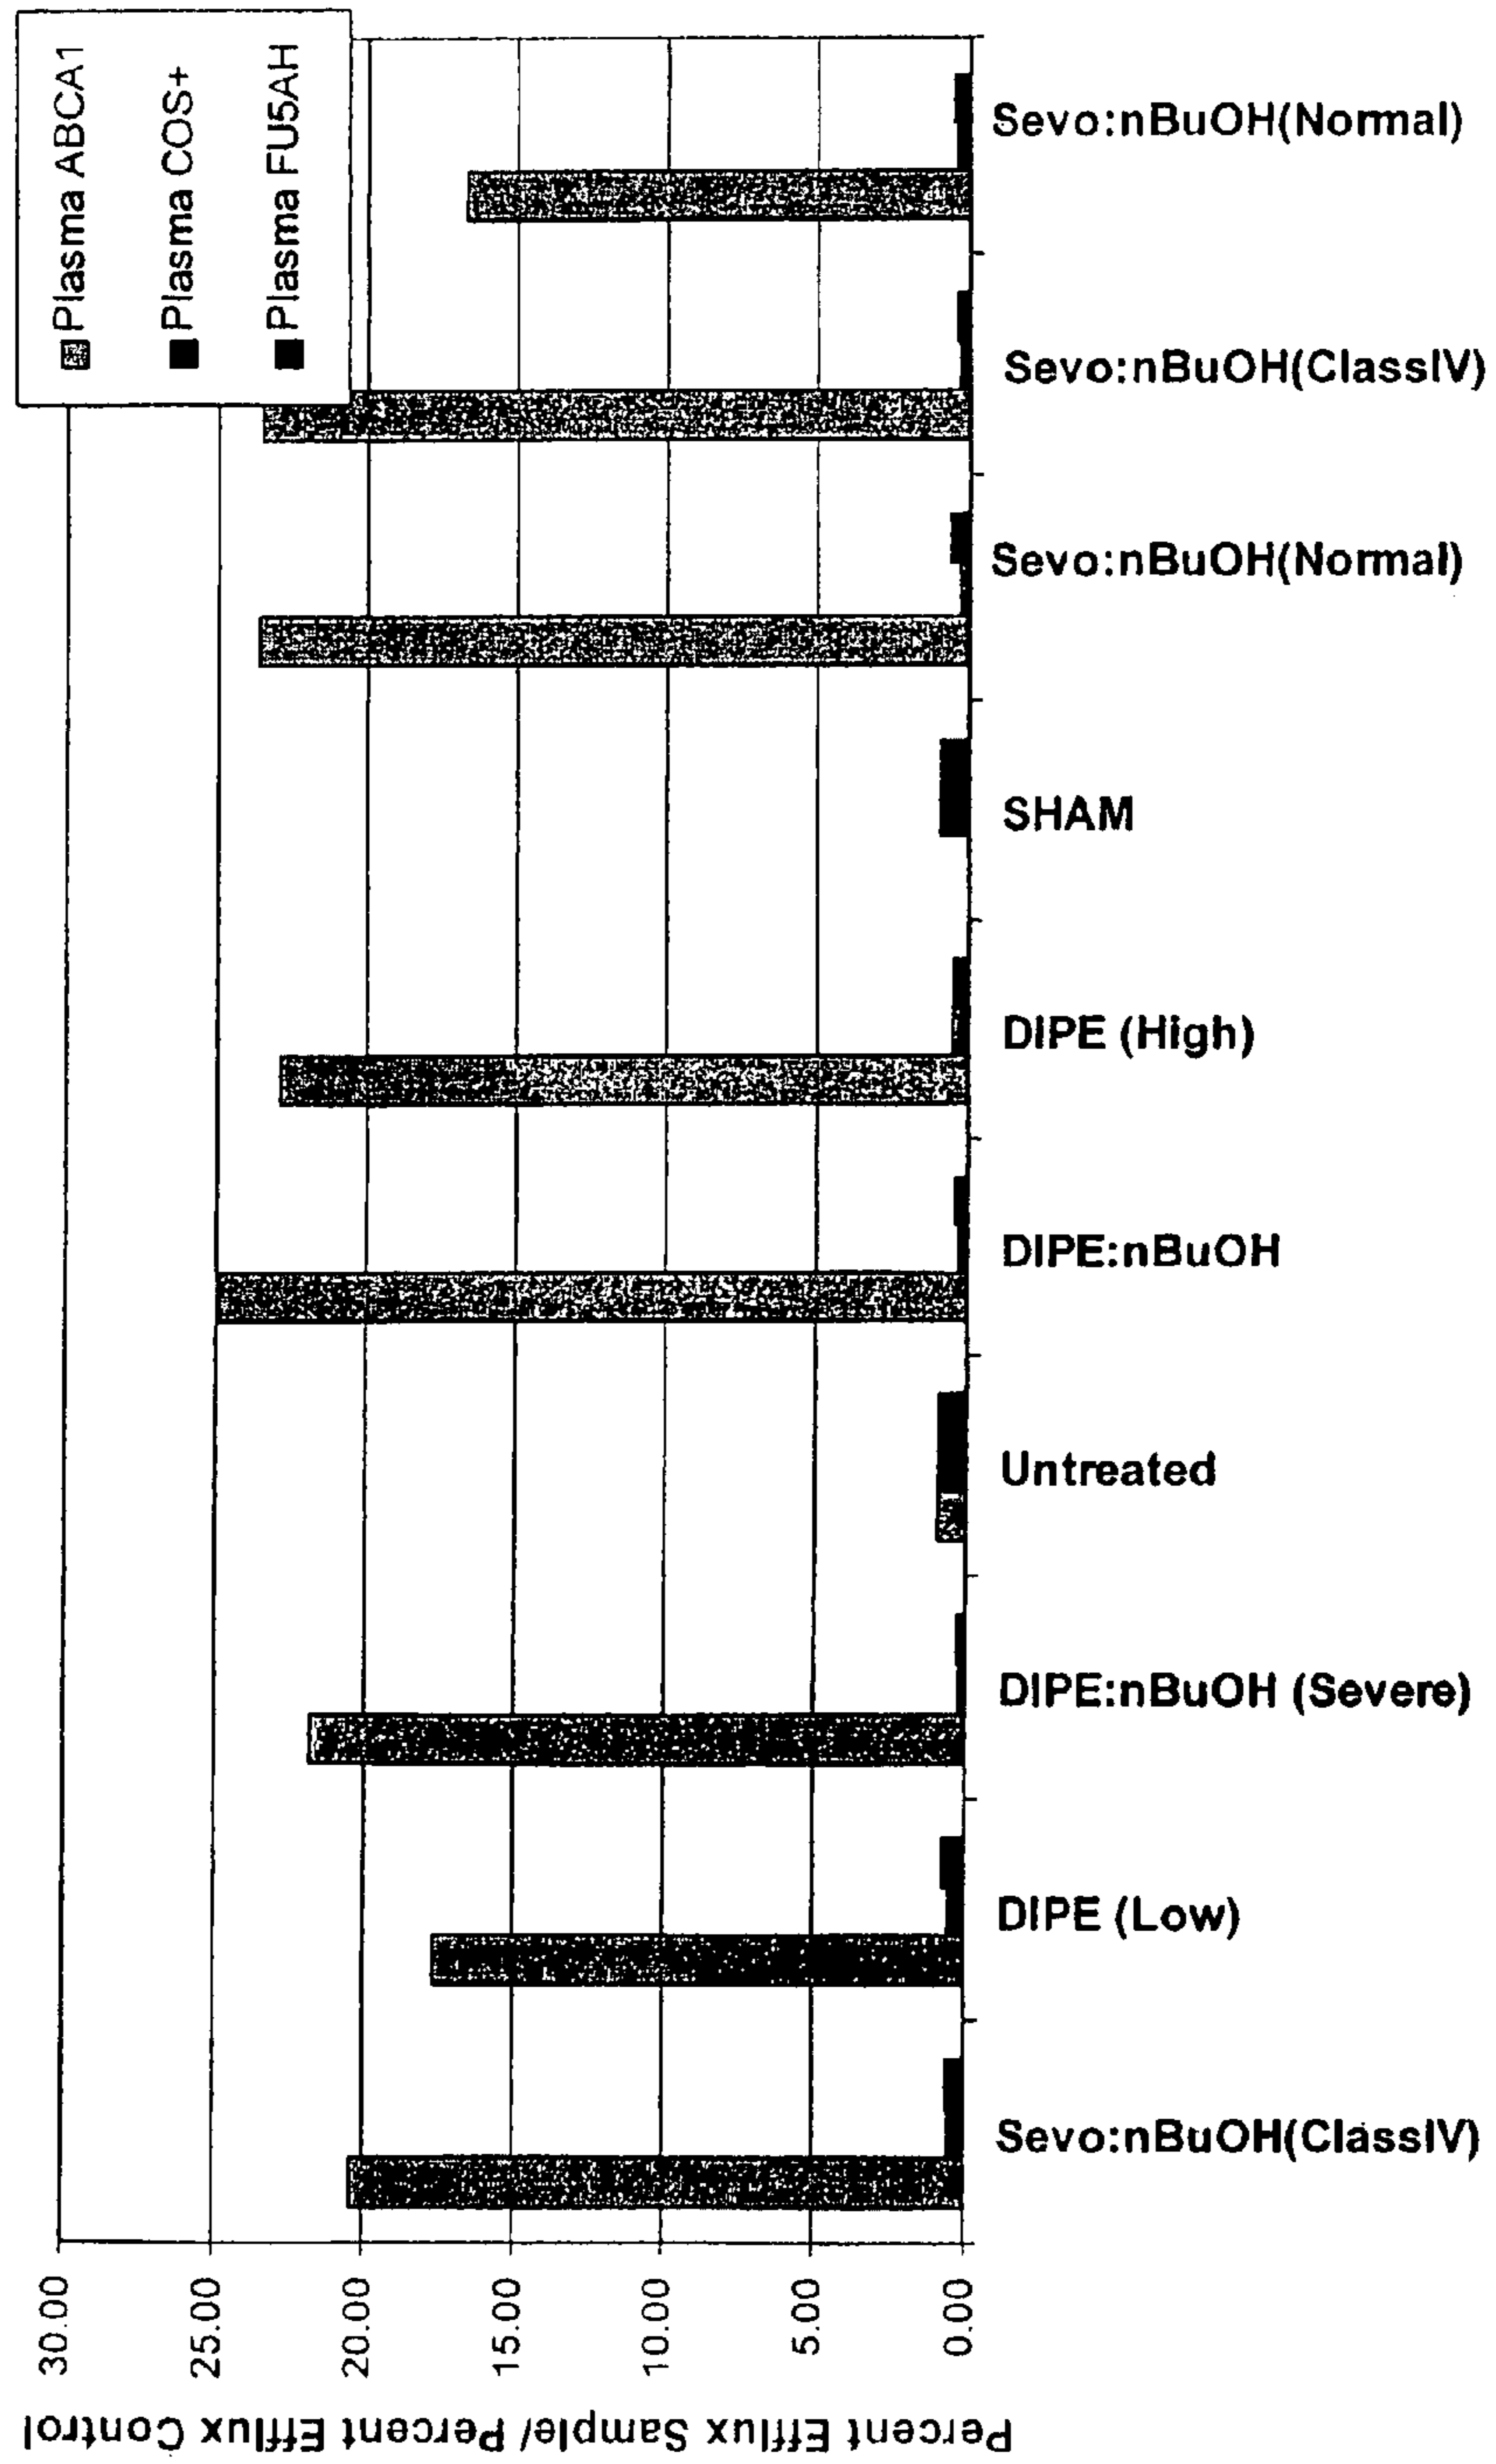 Plasma ABCA1
Plasma COS+
Plasma FU5AH
Percent Efflux Sample/ Percent Efflux Control
30.00
25.00
20.00
15.00
10.00
5.00
0.00
Sevo:nBuOH(ClassIV)
DIPE (Low)
DIPE:nBuOH (Severe)
Untreated
DIPE:nBuOH
DIPE (High)
SHAM
Sevo:nBuOH(Normal)
Sevo:nBuOH(ClassIV)
Sevo:nBuOH(Normal)